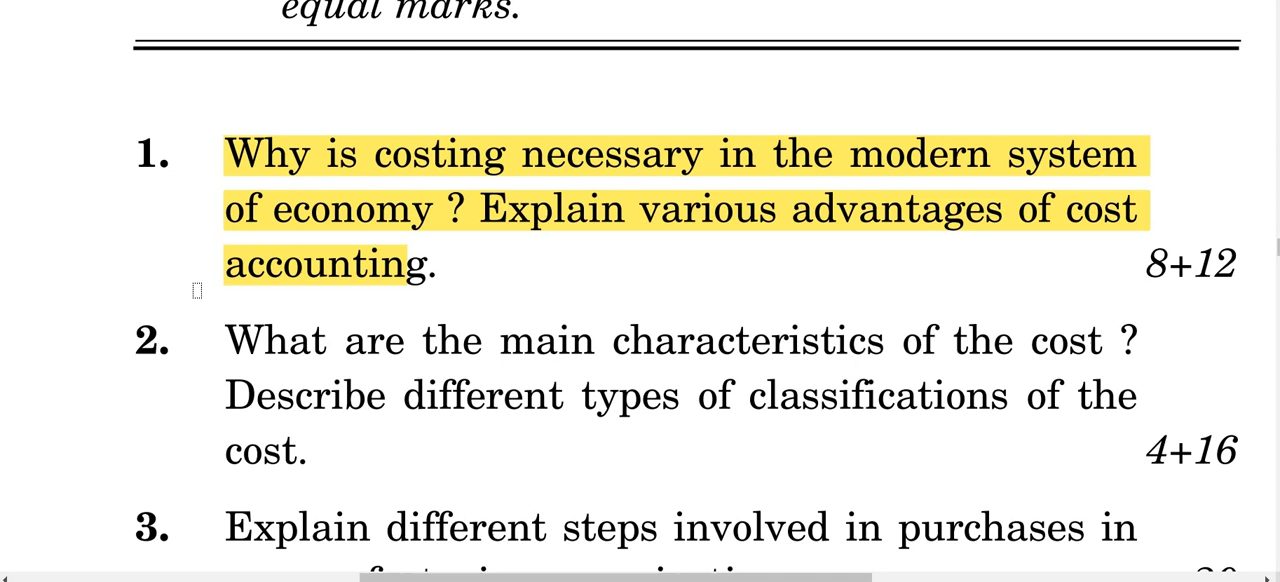 equal marks.
1. Why is costing necessary in the modern system
of economy ? Explain various advantages of cost
accounting. 8+12
2. What are the main characteristics of the cost ?
Describe different types of classifications of the
cost. 4+16
3. Explain different steps involved in purchases in